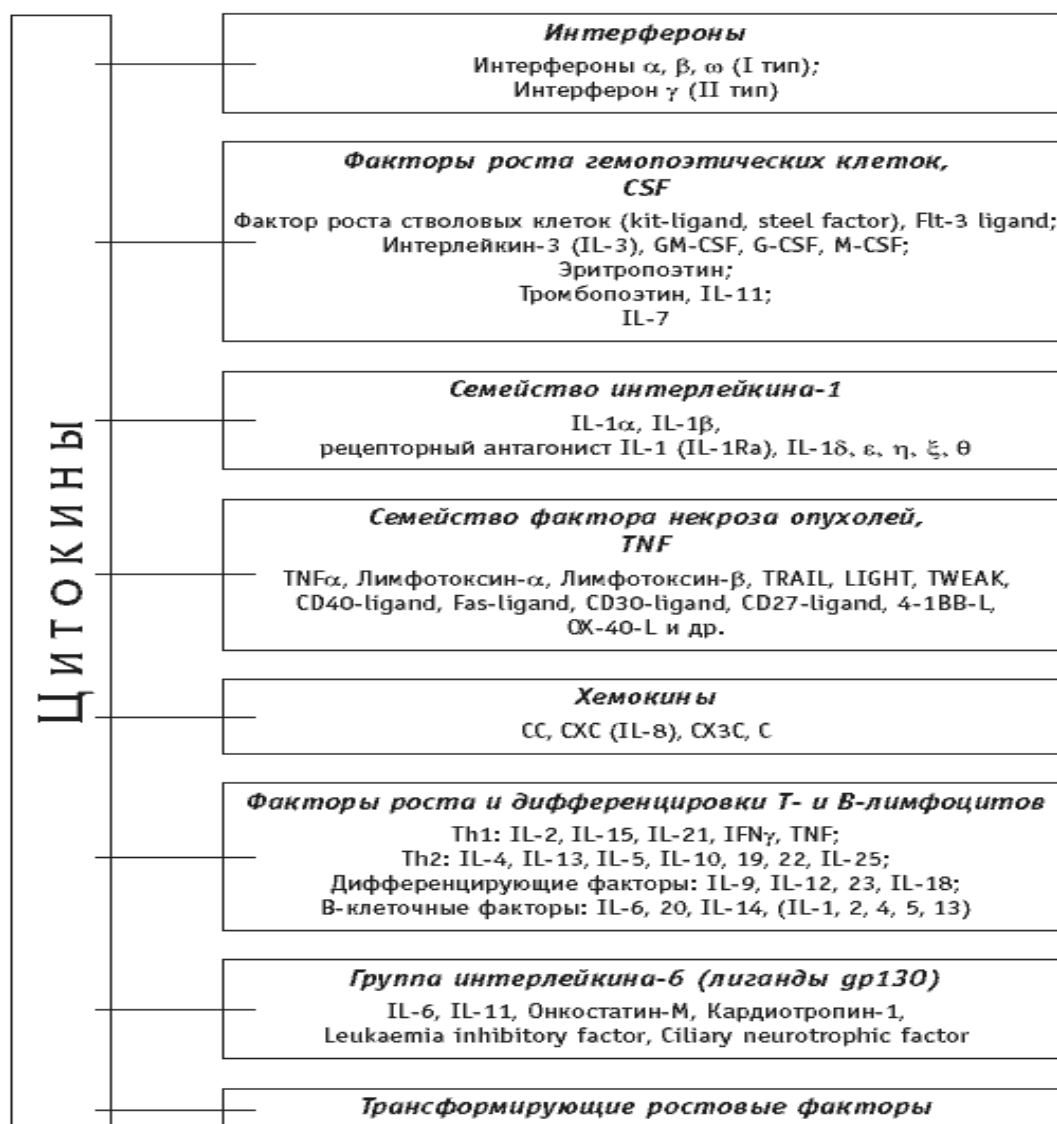 Цитокины
Интерфероны
Интерфероны α, β, ω (I тип);
Интерферон γ (II тип)
Факторы роста гемопоэтических клеток,
CSF
Фактор роста стволовых клеток (kit-ligand, steel factor), Flt-3 ligand;
Интерлейкин-3 (IL-3), GM-CSF, G-CSF, M-CSF;
Эритропоэтин;
Тромбопоэтин, IL-11;
IL-7
Семейство интерлейкина-1
IL-1α, IL-1β,
рецепторный антагонист IL-1 (IL-1Ra), IL-1δ, ε, η, ξ, θ
Семейство фактора некроза опухолей,
TNF
TNFα, Лимфотоксин-α, Лимфотоксин-β, TRAIL, LIGHT, TWEAK,
CD40-ligand, Fas-ligand, CD30-ligand, CD27-ligand, 4-1BB-L,
OX-40-L и др.
Хемокины
CC, CXC (IL-8), CX3C, C
Факторы роста и дифференцировки Т- и В-лимфоцитов
Th1: IL-2, IL-15, IL-21, IFNγ, TNF;
Th2: IL-4, IL-13, IL-5, IL-10, 19, 22, IL-25;
Дифференцирующие факторы: IL-9, IL-12, 23, IL-18;
В-клеточные факторы: IL-6, 20, IL-14, (IL-1, 2, 4, 5, 13)
Группа интерлейкина-6 (лиганды gp130)
IL-6, IL-11, Онкостатин-М, Кардиотропин-1,
Leukaemia inhibitory factor, Ciliary neurotrophic factor
Трансформирующие ростовые факторы